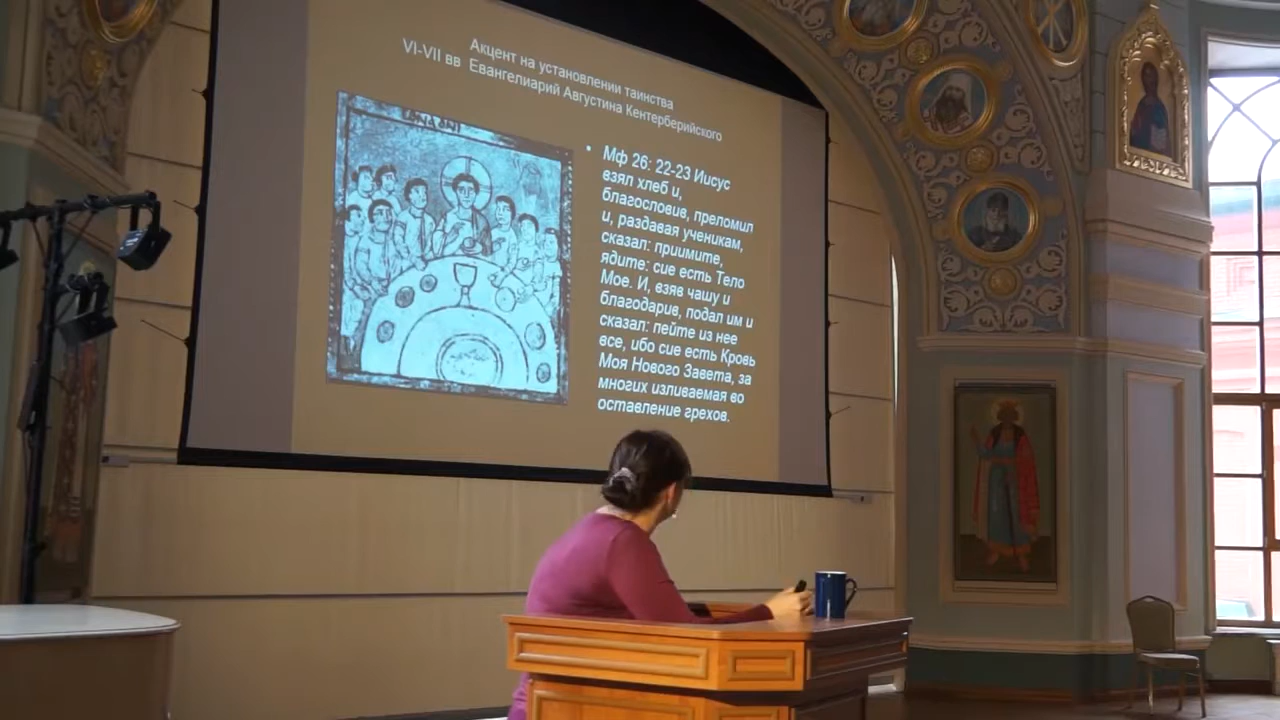 Акцент на установлении таинства
VI-VII вв Евангелиарий Августина Кентерберийского
Мф 26: 22-23 Иисус
взял хлеб и,
благословив, преломил
и, раздавая ученикам,
сказал: приимите,
ядите: сие есть Тело
Мое. И, взяв чашу и
благодарив, подал им и
сказал: пейте из нее
все, ибо сие есть Кровь
Моя Нового Завета, за
многих изливаемая во
оставление грехов.